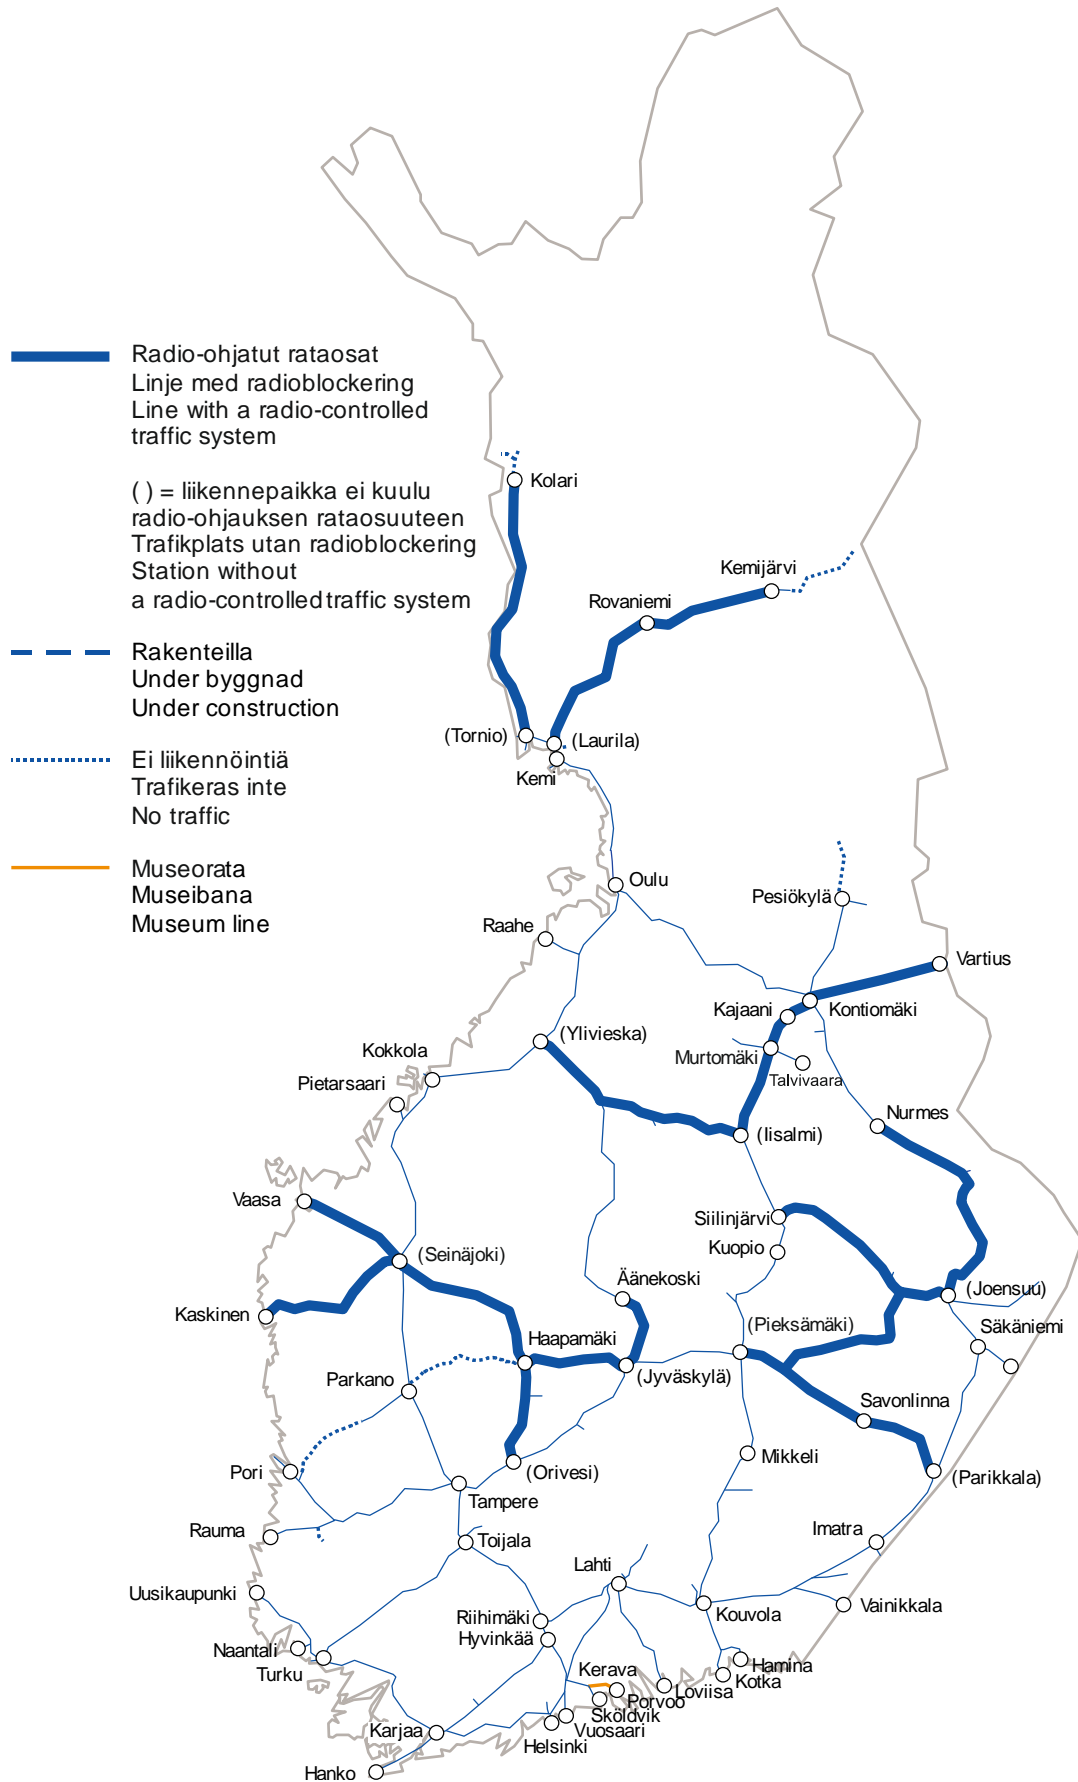 Radio-ohjatut rataosat
Linje med radioblockering
Line with a radio-controlled
traffic system
( ) = liikennepaikka ei kuulu
radio-ohjauksen rataosuuteen
Trafikplats utan radioblockering
Station without
a radio-controlled traffic system
Rakenteilla
Under byggnad
Under construction
Ei liikennöintiä
Trafikeras inte
No traffic
Museorata
Museibana
Museum line
Kolari
Kemijärvi
Rovaniemi
(Tornio)
(Laurila)
Kemi
Oulu
Pesiökylä
Raahe
Vartius
Kajaani
Kontiomäki
(Ylivieska)
Kokkola
Murtomäki
Talvivaara
Pietarsaari
Nurmes
(Iisalmi)
Vaasa
Siilinjärvi
Kuopio
(Seinäjoki)
Äänekoski
(Joensuu)
Kaskinen
Haapamäki
(Pieksämäki)
Säkäniemi
Parkano
(Jyväskylä)
Savonlinna
Mikkeli
Pori
(Orivesi)
(Parikkala)
Tampere
Rauma
Toijala
Imatra
Lahti
Uusikaupunki
Riihimäki
Kouvola
Vainikkala
Hyvinkää
Naantali
Turku
Kerava
Hamina
Kotka
Loviisa
Porvoo
Sköldvik
Vuosaari
Karjaa
Helsinki
Hanko